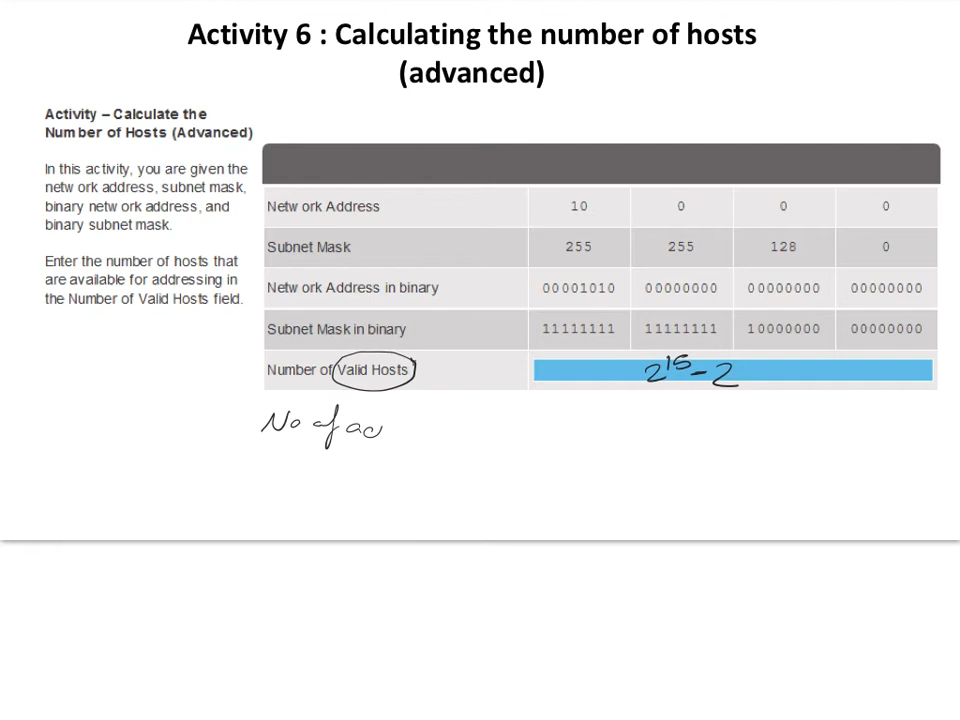 Activity 6 : Calculating the number of hosts
(advanced)
Activity – Calculate the
Number of Hosts (Advanced)
In this activity, you are given the
network address, subnet mask,
binary network address, and
binary subnet mask.
Enter the number of hosts that
are available for addressing in
the Number of Valid Hosts field.
Network Address 10 0 0 0
Subnet Mask 255 255 128 0
Network Address in binary 00001010 00000000 00000000 00000000
Subnet Mask in binary 11111111 11111111 10000000 00000000
Number of Valid Hosts 2¹⁵-2
No of ac